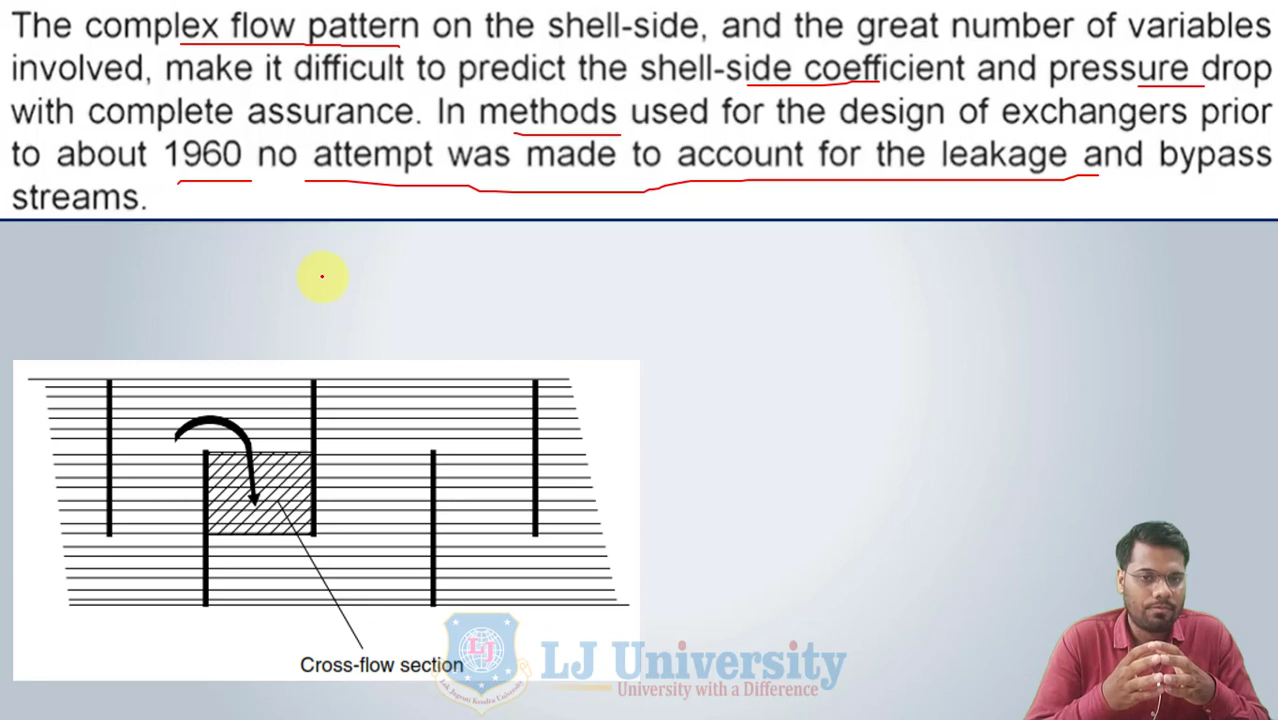 The complex flow pattern on the shell-side, and the great number of variables
involved, make it difficult to predict the shell-side coefficient and pressure drop
with complete assurance. In methods used for the design of exchangers prior
to about 1960 no attempt was made to account for the leakage and bypass
streams.
Cross-flow section
LJ
LJ University
University with a Difference